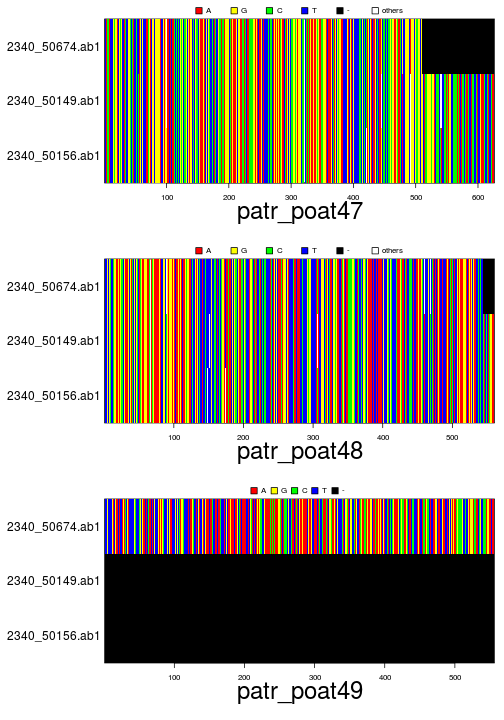 A G C T - others
2340_50674.ab1
2340_50149.ab1
2340_50156.ab1
100 200 300 400 500 600
patr_poat47
A G C T - others
2340_50674.ab1
2340_50149.ab1
2340_50156.ab1
100 200 300 400 500
patr_poat48
A G C T -
2340_50674.ab1
2340_50149.ab1
2340_50156.ab1
100 200 300 400 500
patr_poat49